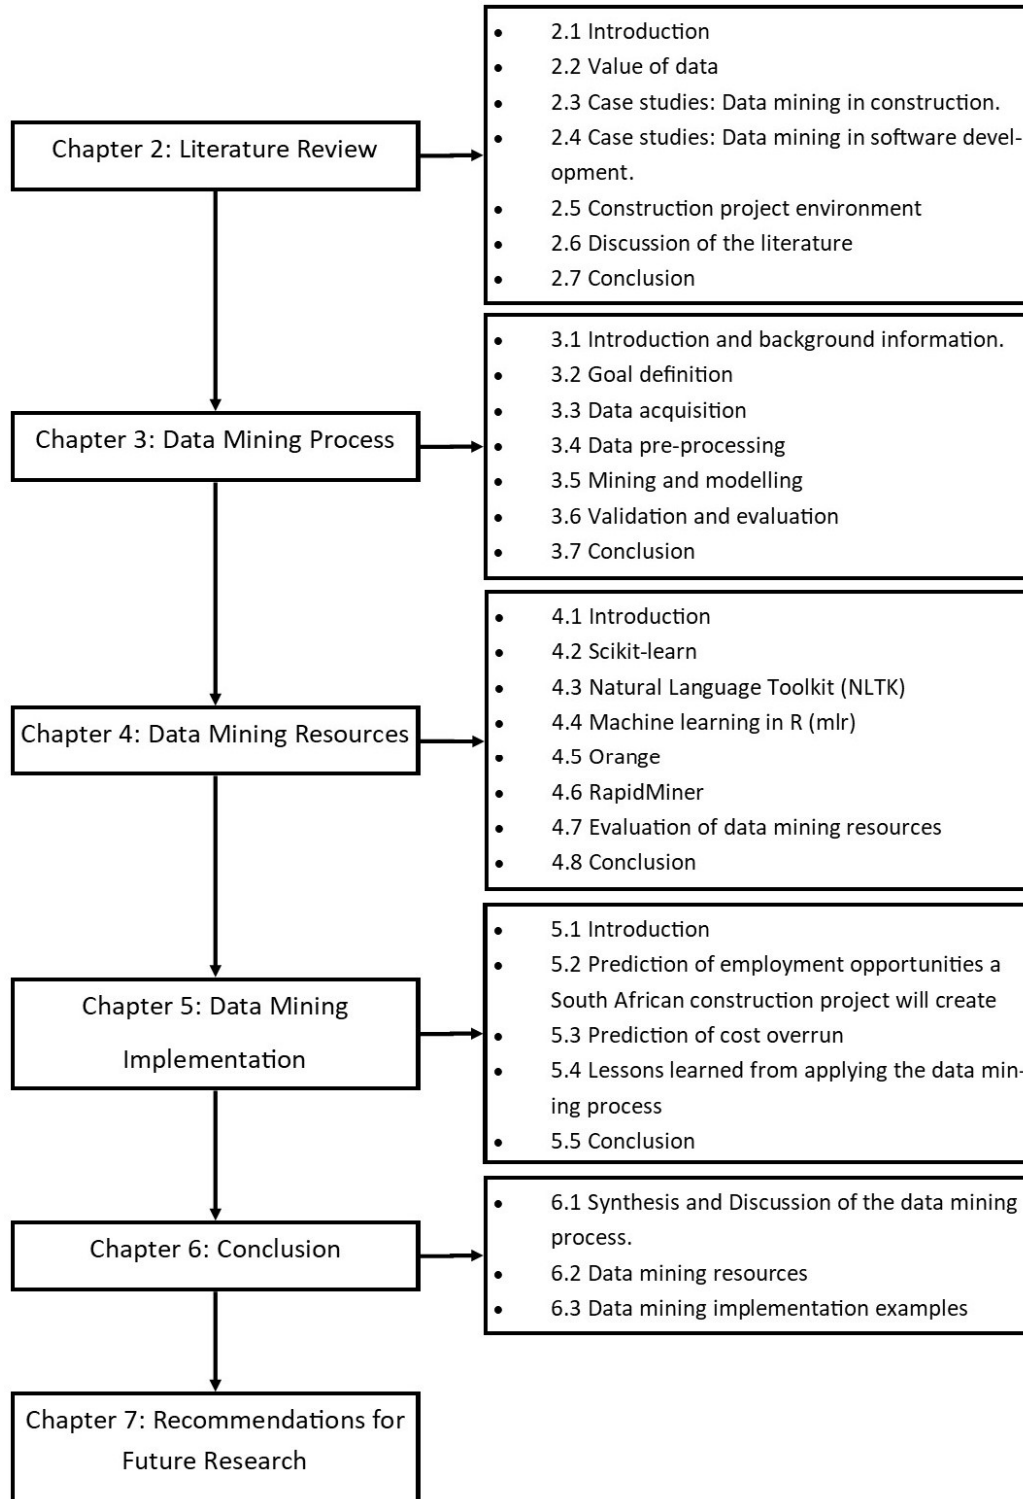 Chapter 2: Literature Review
• 2.1 Introduction
• 2.2 Value of data
• 2.3 Case studies: Data mining in construction.
• 2.4 Case studies: Data mining in software devel-
opment.
• 2.5 Construction project environment
• 2.6 Discussion of the literature
• 2.7 Conclusion
Chapter 3: Data Mining Process
• 3.1 Introduction and background information.
• 3.2 Goal definition
• 3.3 Data acquisition
• 3.4 Data pre-processing
• 3.5 Mining and modelling
• 3.6 Validation and evaluation
• 3.7 Conclusion
Chapter 4: Data Mining Resources
• 4.1 Introduction
• 4.2 Scikit-learn
• 4.3 Natural Language Toolkit (NLTK)
• 4.4 Machine learning in R (mlr)
• 4.5 Orange
• 4.6 RapidMiner
• 4.7 Evaluation of data mining resources
• 4.8 Conclusion
Chapter 5: Data Mining
Implementation
• 5.1 Introduction
• 5.2 Prediction of employment opportunities a
South African construction project will create
• 5.3 Prediction of cost overrun
• 5.4 Lessons learned from applying the data min-
ing process
• 5.5 Conclusion
Chapter 6: Conclusion
• 6.1 Synthesis and Discussion of the data mining
process.
• 6.2 Data mining resources
• 6.3 Data mining implementation examples
Chapter 7: Recommendations for
Future Research